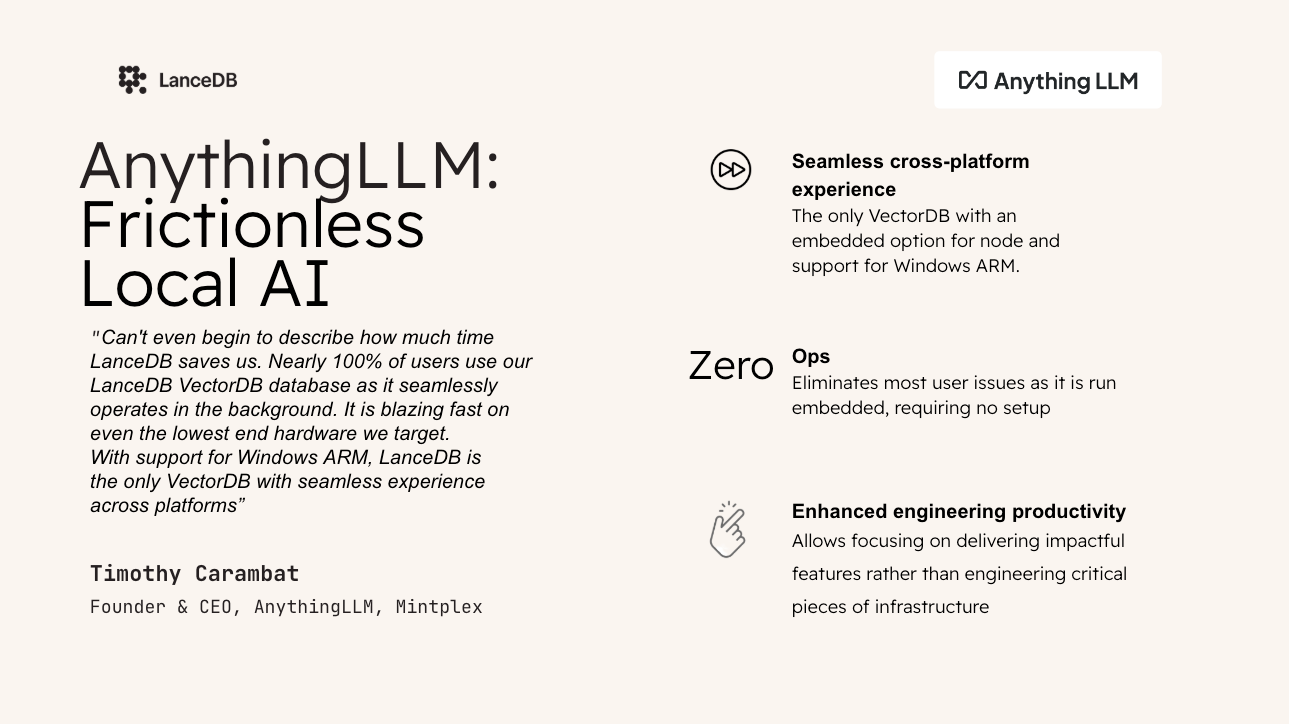 LanceDB
AnythingLLM
AnythingLLM:
Frictionless
Local AI
"Can't even begin to describe how much time
LanceDB saves us. Nearly 100% of users use our
LanceDB VectorDB database as it seamlessly
operates in the background. It is blazing fast on
even the lowest end hardware we target.
With support for Windows ARM, LanceDB is
the only VectorDB with seamless experience
across platforms”
Timothy Carambat
Founder & CEO, AnythingLLM, Mintplex
Seamless cross-platform
experience
The only VectorDB with an
embedded option for node and
support for Windows ARM.
Zero
Ops
Eliminates most user issues as it is run
embedded, requiring no setup
Enhanced engineering productivity
Allows focusing on delivering impactful
features rather than engineering critical
pieces of infrastructure